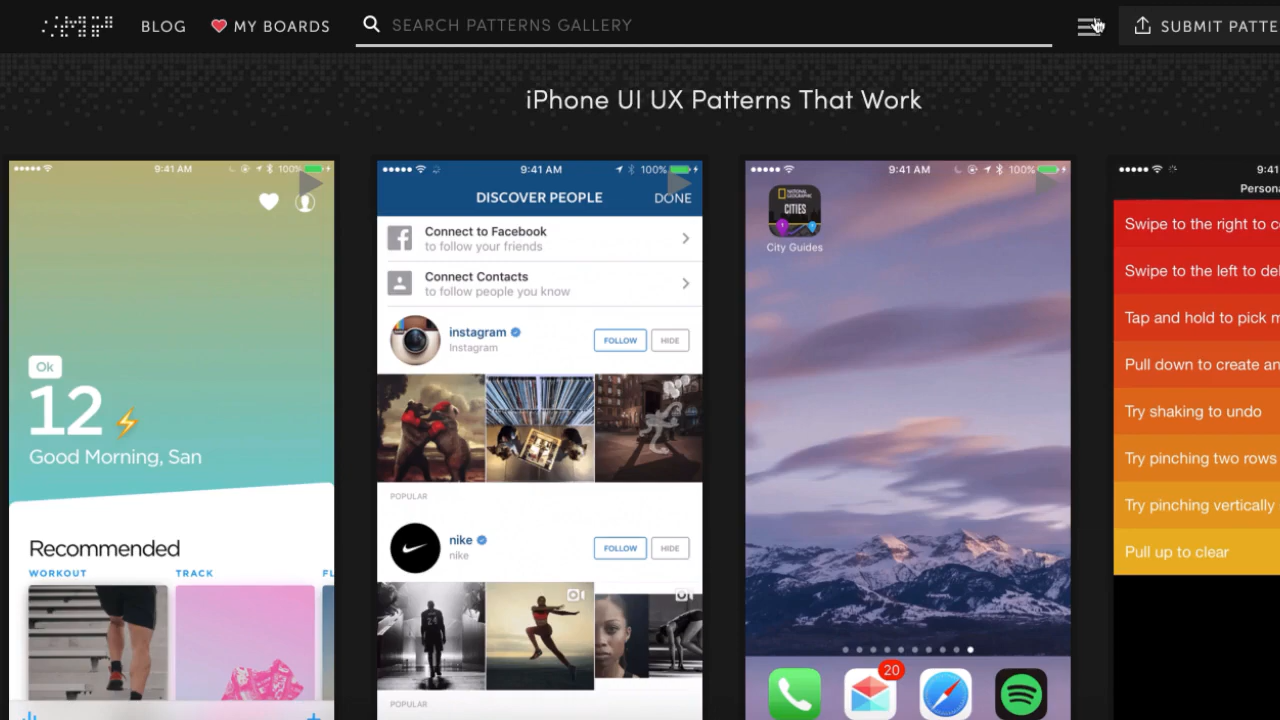 BLOG
MY BOARDS
SEARCH PATTERNS GALLERY
SUBMIT PATTE
iPhone UI UX Patterns That Work
9:41 AM
100%
Ok
12
Good Morning, San
Recommended
WORKOUT
TRACK
FL
9:41 AM
100%
DISCOVER PEOPLE
DONE
Connect to Facebook
to follow your friends
Connect Contacts
to follow people you know
instagram
Instagram
FOLLOW
HIDE
POPULAR
nike
nike
FOLLOW
HIDE
POPULAR
9:41 AM
100%
NATIONAL
GEOGRAPHIC
CITIES
City Guides
20
9:41
Persona
Swipe to the right to c
Swipe to the left to del
Tap and hold to pick m
Pull down to create an
Try shaking to undo
Try pinching two rows
Try pinching vertically
Pull up to clear